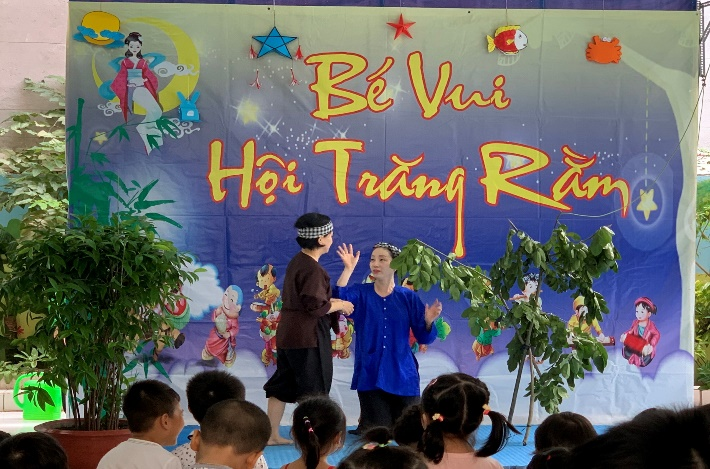 Bé Vui
Hội Trăng Rằm